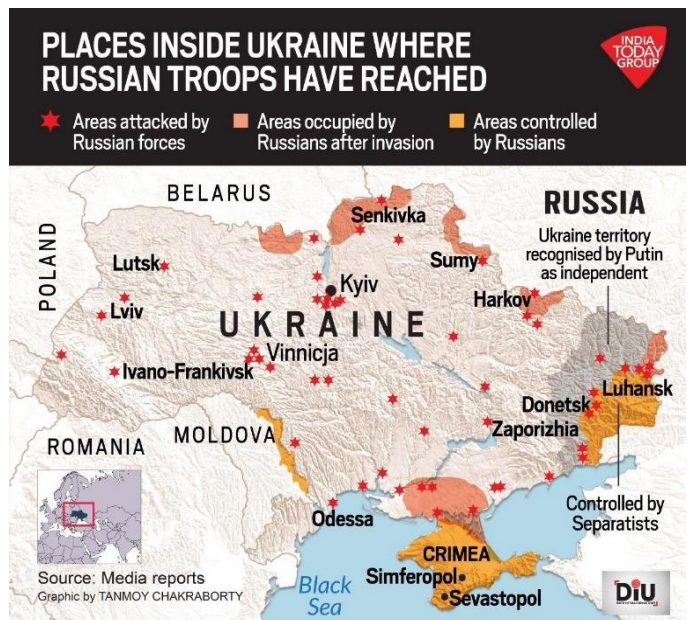 PLACES INSIDE UKRAINE WHERE
RUSSIAN TROOPS HAVE REACHED
INDIA
TODAY
GROUP
Areas attacked by
Russian forces
Areas occupied by
Russians after invasion
Areas controlled
by Russians
BELARUS
POLAND
RUSSIA
Senkivka
Ukraine territory
recognised by Putin
as independent
Lutsk
Sumy
Kyiv
Harkov
Lviv
UKRAINE
Vinnicja
Ivano-Frankivsk
Luhansk
Donetsk
Zaporizhia
MOLDOVA
ROMANIA
Controlled by
Separatists
Odessa
CRIMEA
Simferopol
Sevastopol
Black
Sea
Source: Media reports
Graphic by TANMOY CHAKRABORTY
DIU